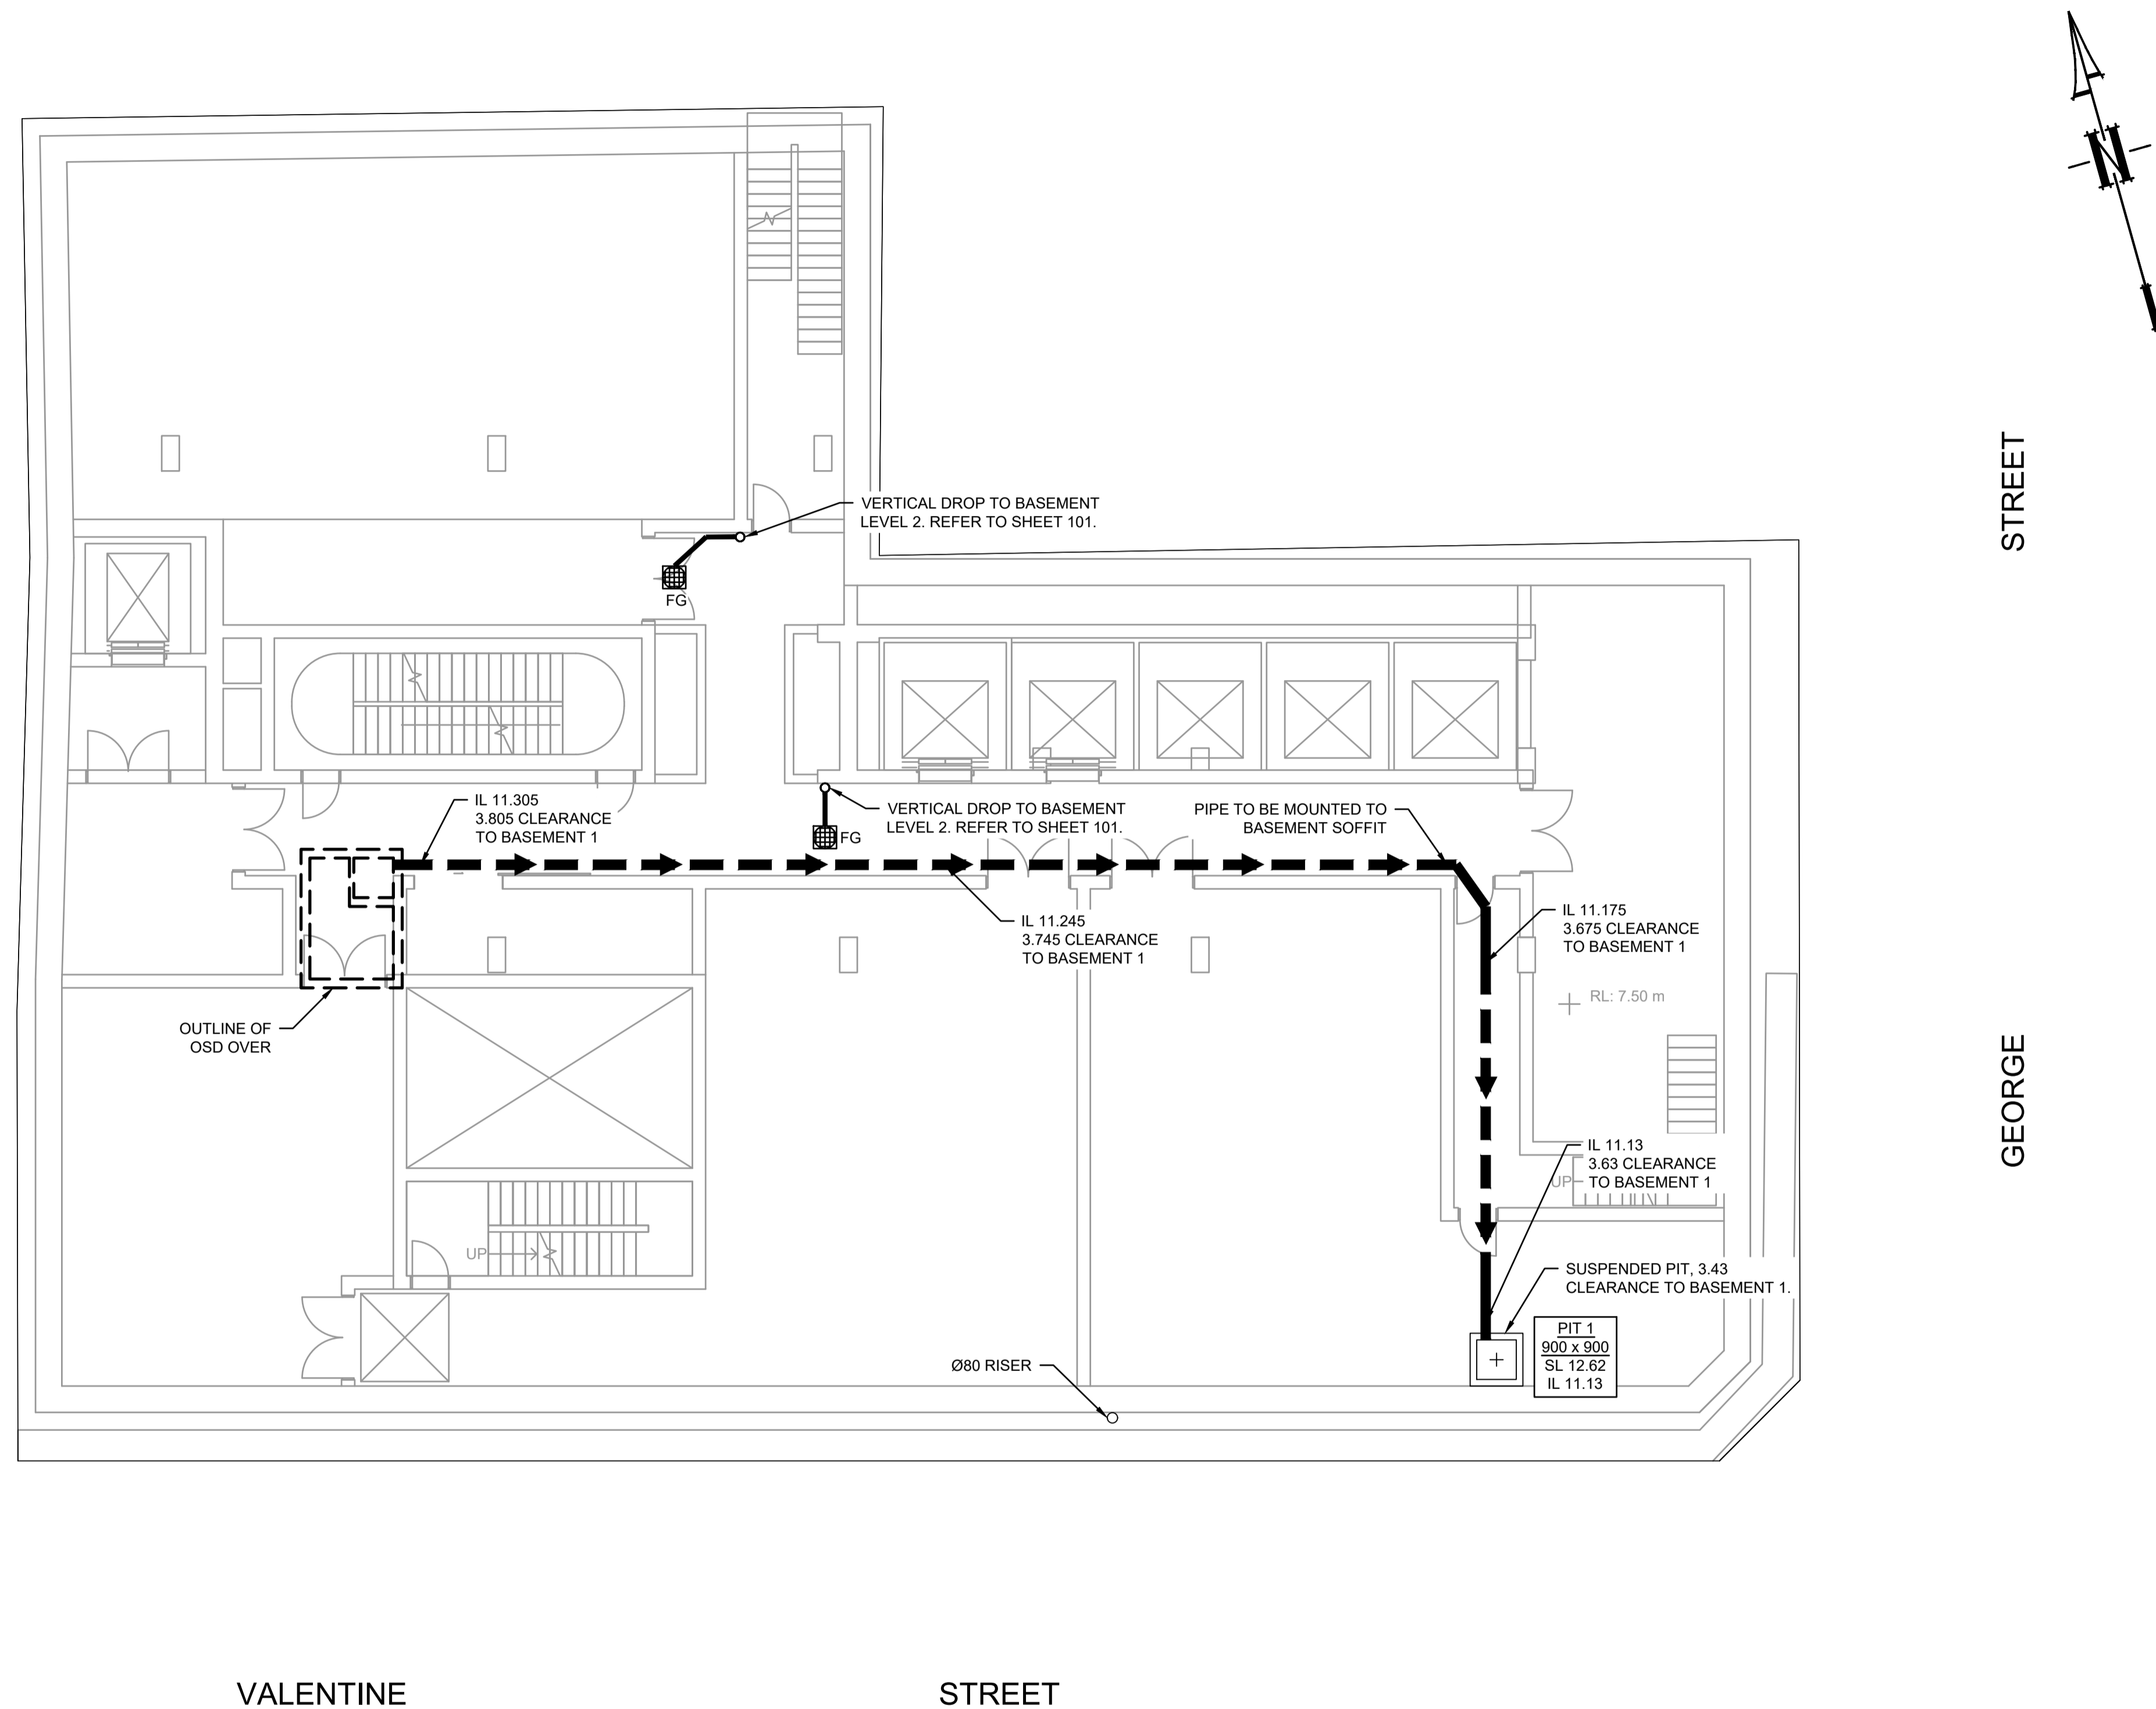 N
STREET
VERTICAL DROP TO BASEMENT
LEVEL 2. REFER TO SHEET 101.
FG
IL 11.305
3.805 CLEARANCE
TO BASEMENT 1
VERTICAL DROP TO BASEMENT
LEVEL 2. REFER TO SHEET 101.
FG
PIPE TO BE MOUNTED TO
BASEMENT SOFFIT
IL 11.245
3.745 CLEARANCE
TO BASEMENT 1
IL 11.175
3.675 CLEARANCE
TO BASEMENT 1
RL: 7.50 m
OUTLINE OF
OSD OVER
GEORGE
IL 11.13
3.63 CLEARANCE
TO BASEMENT 1
UP
UP
SUSPENDED PIT, 3.43
CLEARANCE TO BASEMENT 1.
PIT 1
900 x 900
SL 12.62
IL 11.13
Ø80 RISER
VALENTINE STREET